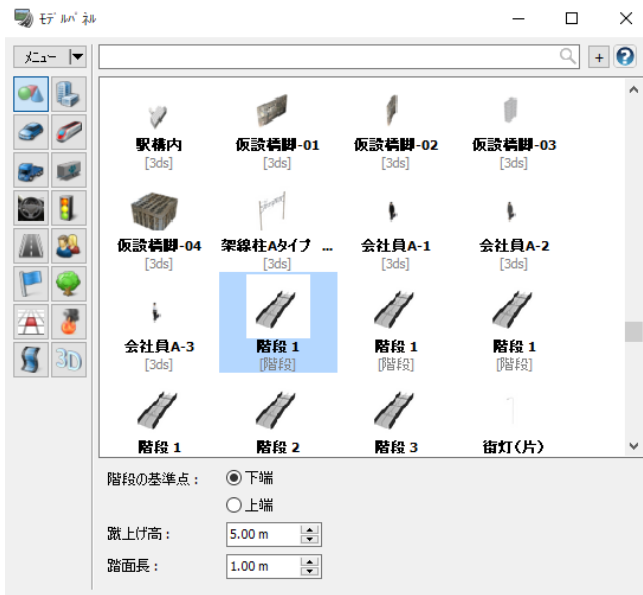 モデルパネル
メニュー
+
?
駅構内
仮設橋脚-01
仮設橋脚-02
仮設橋脚-03
[3ds]
[3ds]
[3ds]
[3ds]
仮設橋脚-04
架線柱Aタイプ ...
会社員A-1
会社員A-2
[3ds]
[3ds]
[3ds]
[3ds]
会社員A-3
階段 1
階段 1
階段 1
[3ds]
[階段]
[階段]
[階段]
階段 1
階段 2
階段 3
街灯(片)
3D
階段の基準点:
下端
上端
蹴上げ高:
5.00 m
踏面長:
1.00 m